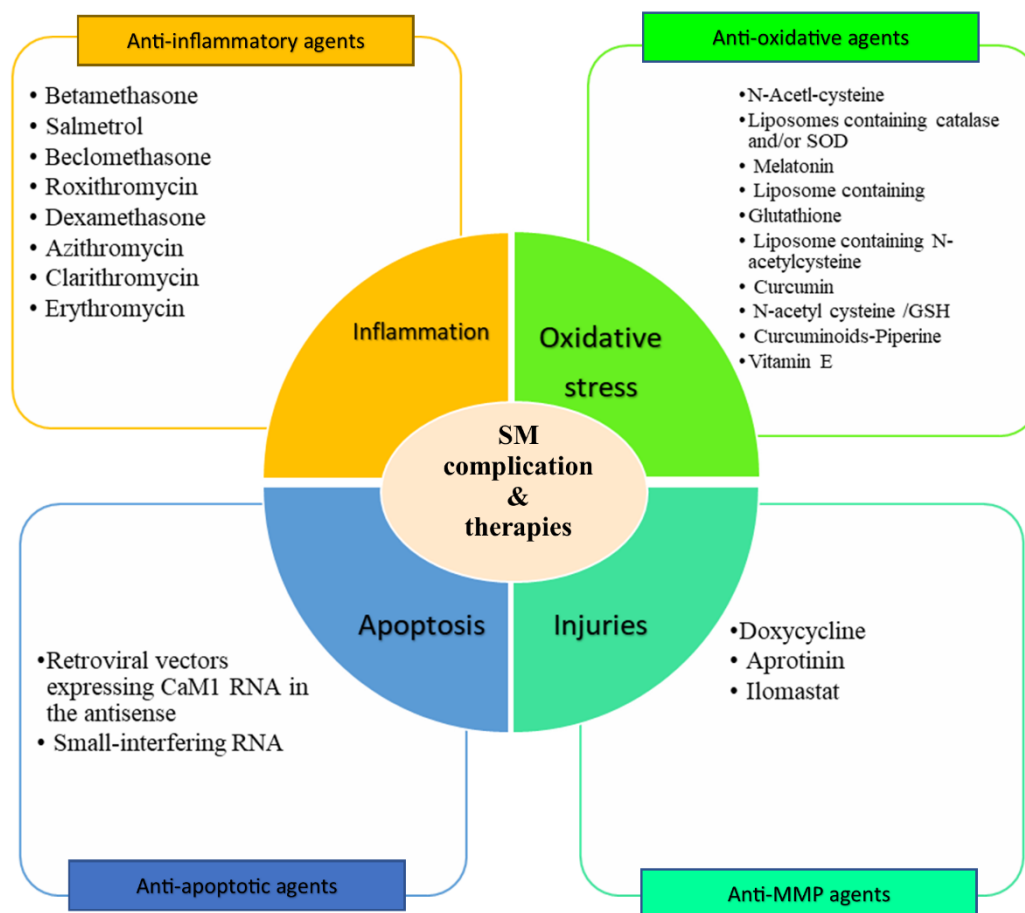 Anti-inflammatory agents
• Betamethasone
• Salmetrol
• Beclomethasone
• Roxithromycin
• Dexamethasone
• Azithromycin
• Clarithromycin
• Erythromycin
Anti-oxidative agents
•N-Acetl-cysteine
•Liposomes containing catalase
and/or SOD
• Melatonin
• Liposome containing
•Glutathione
• Liposome containing N-
acetylcysteine
• Curcumin
• N-acetyl cysteine /GSH
• Curcuminoids-Piperine
•Vitamin E
Inflammation
Oxidative
stress
SM
complication
&
therapies
Apoptosis
Injuries
•Retroviral vectors
expressing CaM1 RNA in
the antisense
• Small-interfering RNA
Anti-apoptotic agents
•Doxycycline
• Aprotinin
• Ilomastat
Anti-MMP agents